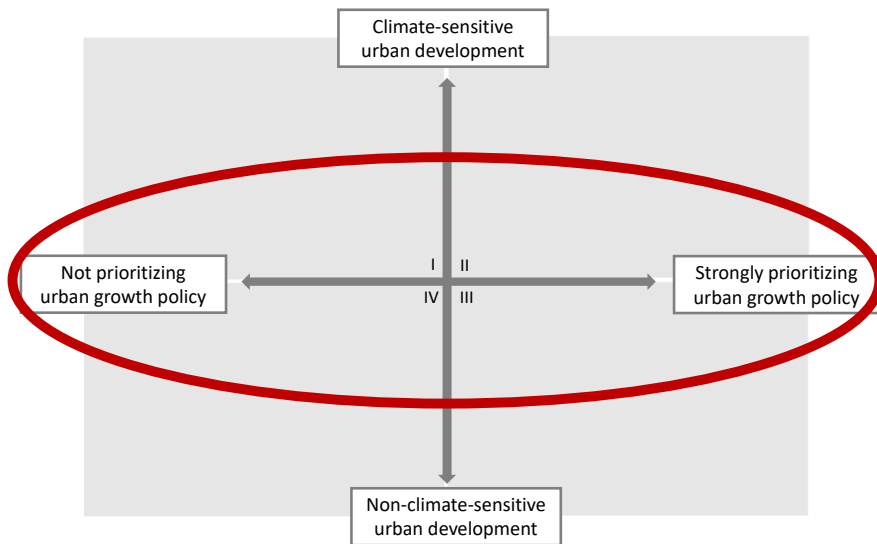 Climate-sensitive
urban development
I
II
Not prioritizing
urban growth policy
Strongly prioritizing
urban growth policy
IV
III
Non-climate-sensitive
urban development